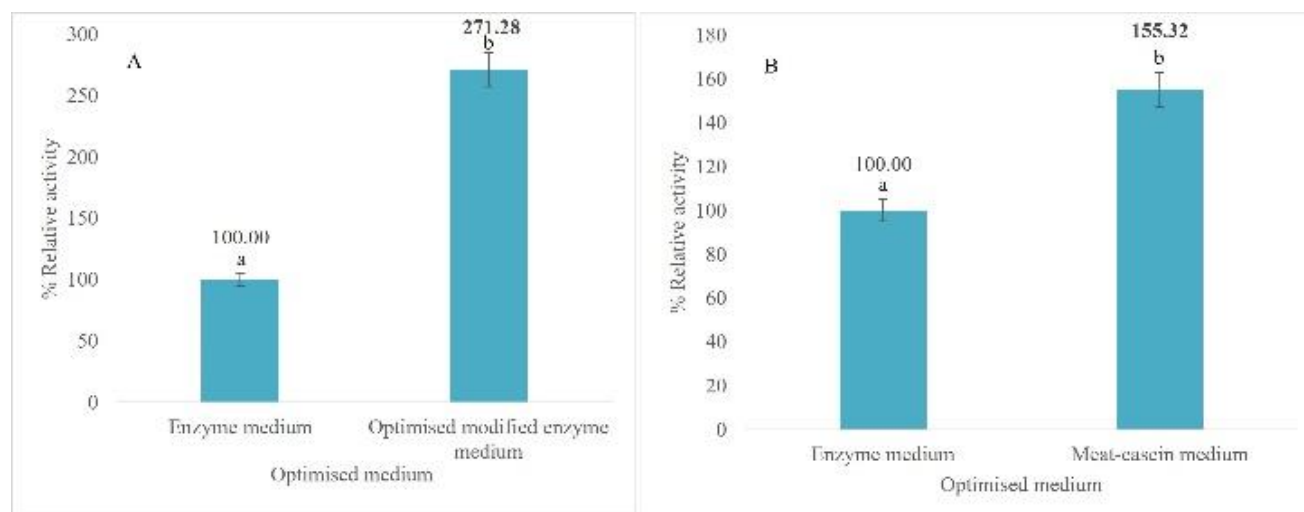 A
% Relative activity
300
250
200
150
100
50
0
100.00
a
271.28
b
Enzyme medium
Optimised modified enzyme
medium
Optimised medium
B
% Relative activity
180
160
140
120
100
80
60
40
20
0
100.00
a
155.32
b
Enzyme medium
Meat-casein medium
Optimised medium